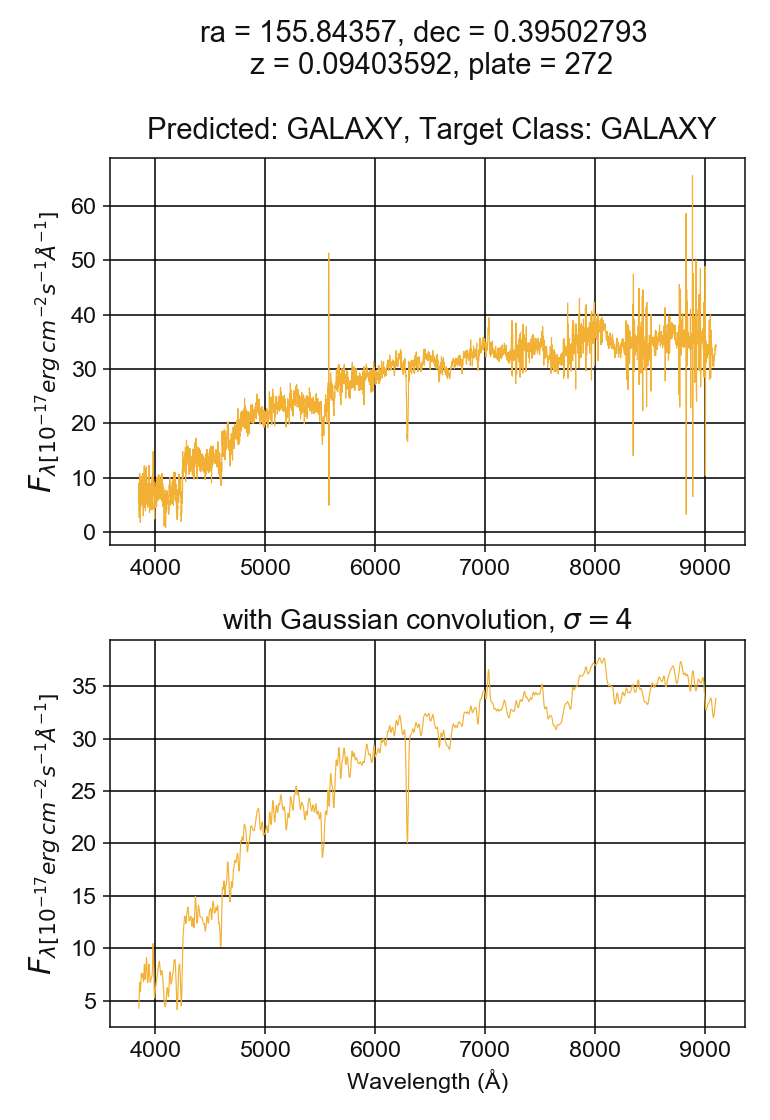 ra = 155.84357, dec = 0.39502793
z = 0.09403592, plate = 272
Predicted: GALAXY, Target Class: GALAXY
F_λ[10⁻¹⁷ erg cm⁻² s⁻¹ Å⁻¹]
60
50
40
30
20
10
0
4000 5000 6000 7000 8000 9000
with Gaussian convolution, σ = 4
F_λ[10⁻¹⁷ erg cm⁻² s⁻¹ Å⁻¹]
35
30
25
20
15
10
5
4000 5000 6000 7000 8000 9000
Wavelength (Å)